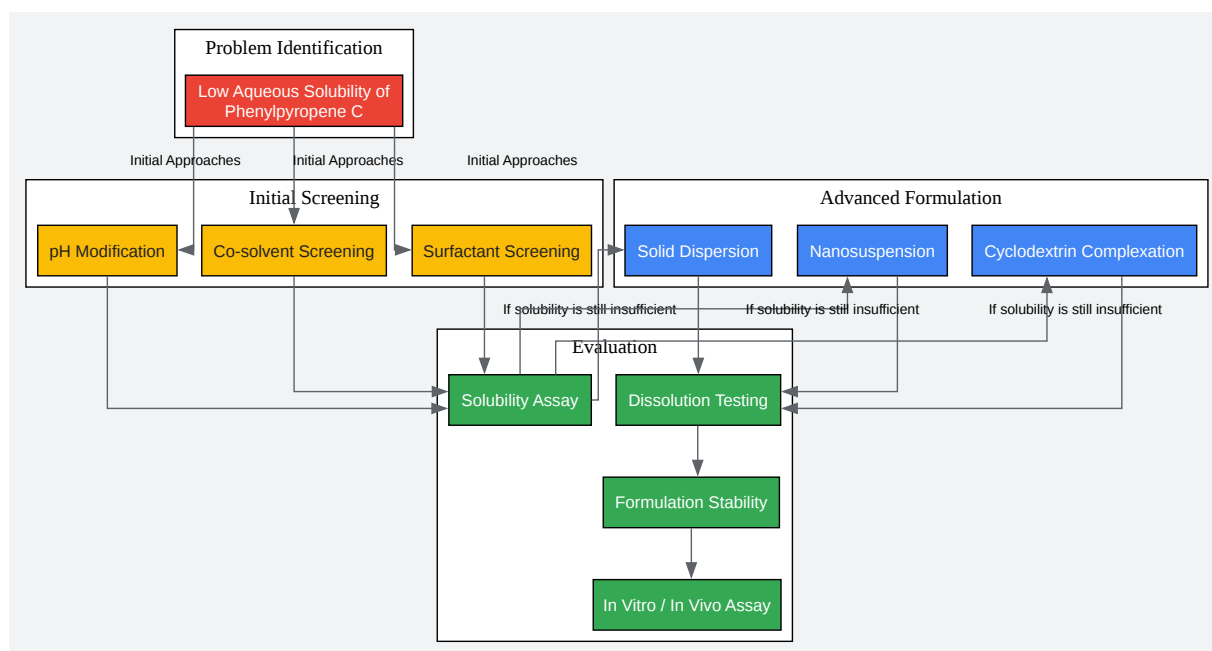 Problem Identification
Low Aqueous Solubility of
Phenylpyropene C
Initial Approaches
Initial Approaches
Initial Approaches
Initial Screening
Advanced Formulation
pH Modification
Co-solvent Screening
Surfactant Screening
Solid Dispersion
Nanosuspension
Cyclodextrin Complexation
If solubility is still insufficient
If solubility is still insufficient
If solubility is still insufficient
Evaluation
Solubility Assay
Dissolution Testing
Formulation Stability
In Vitro / In Vivo Assay